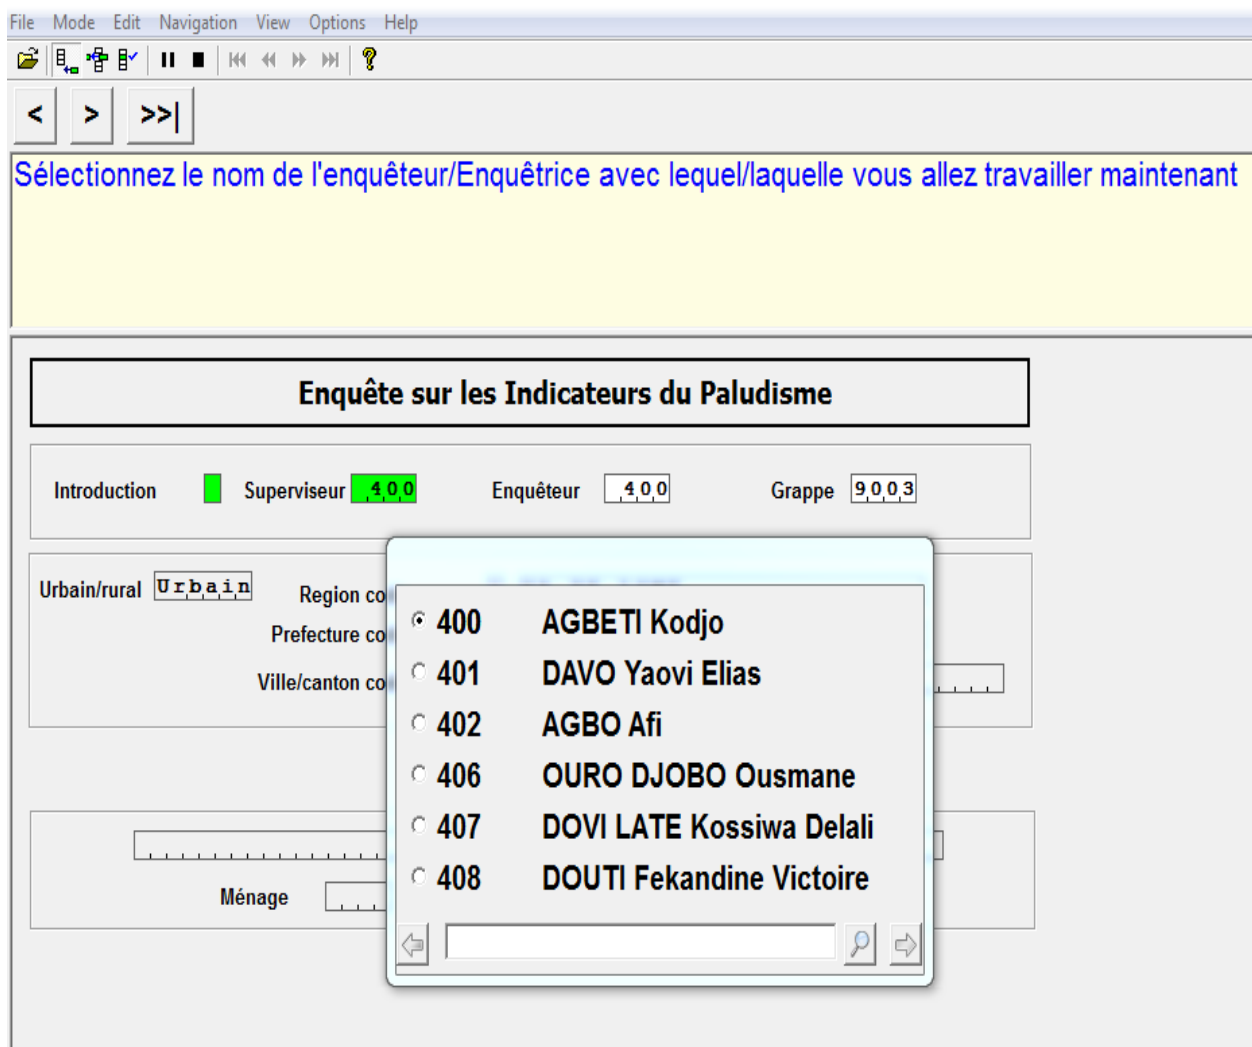 File Mode Edit Navigation View Options Help
< > >>|
Sélectionnez le nom de l'enquêteur/Enquêtrice avec lequel/laquelle vous allez travailler maintenant
Enquête sur les Indicateurs du Paludisme
Introduction Superviseur 400 Enquêteur 400 Grappe 9003
Urbain/rural Urbain Region co
Prefecture co
Ville/canton co
400 AGBETI Kodjo
401 DAVO Yaovi Elias
402 AGBO Afi
406 OURO DJOBO Ousmane
407 DOVI LATE Kossiwa Delali
408 DOUTI Fekandine Victoire
Ménage